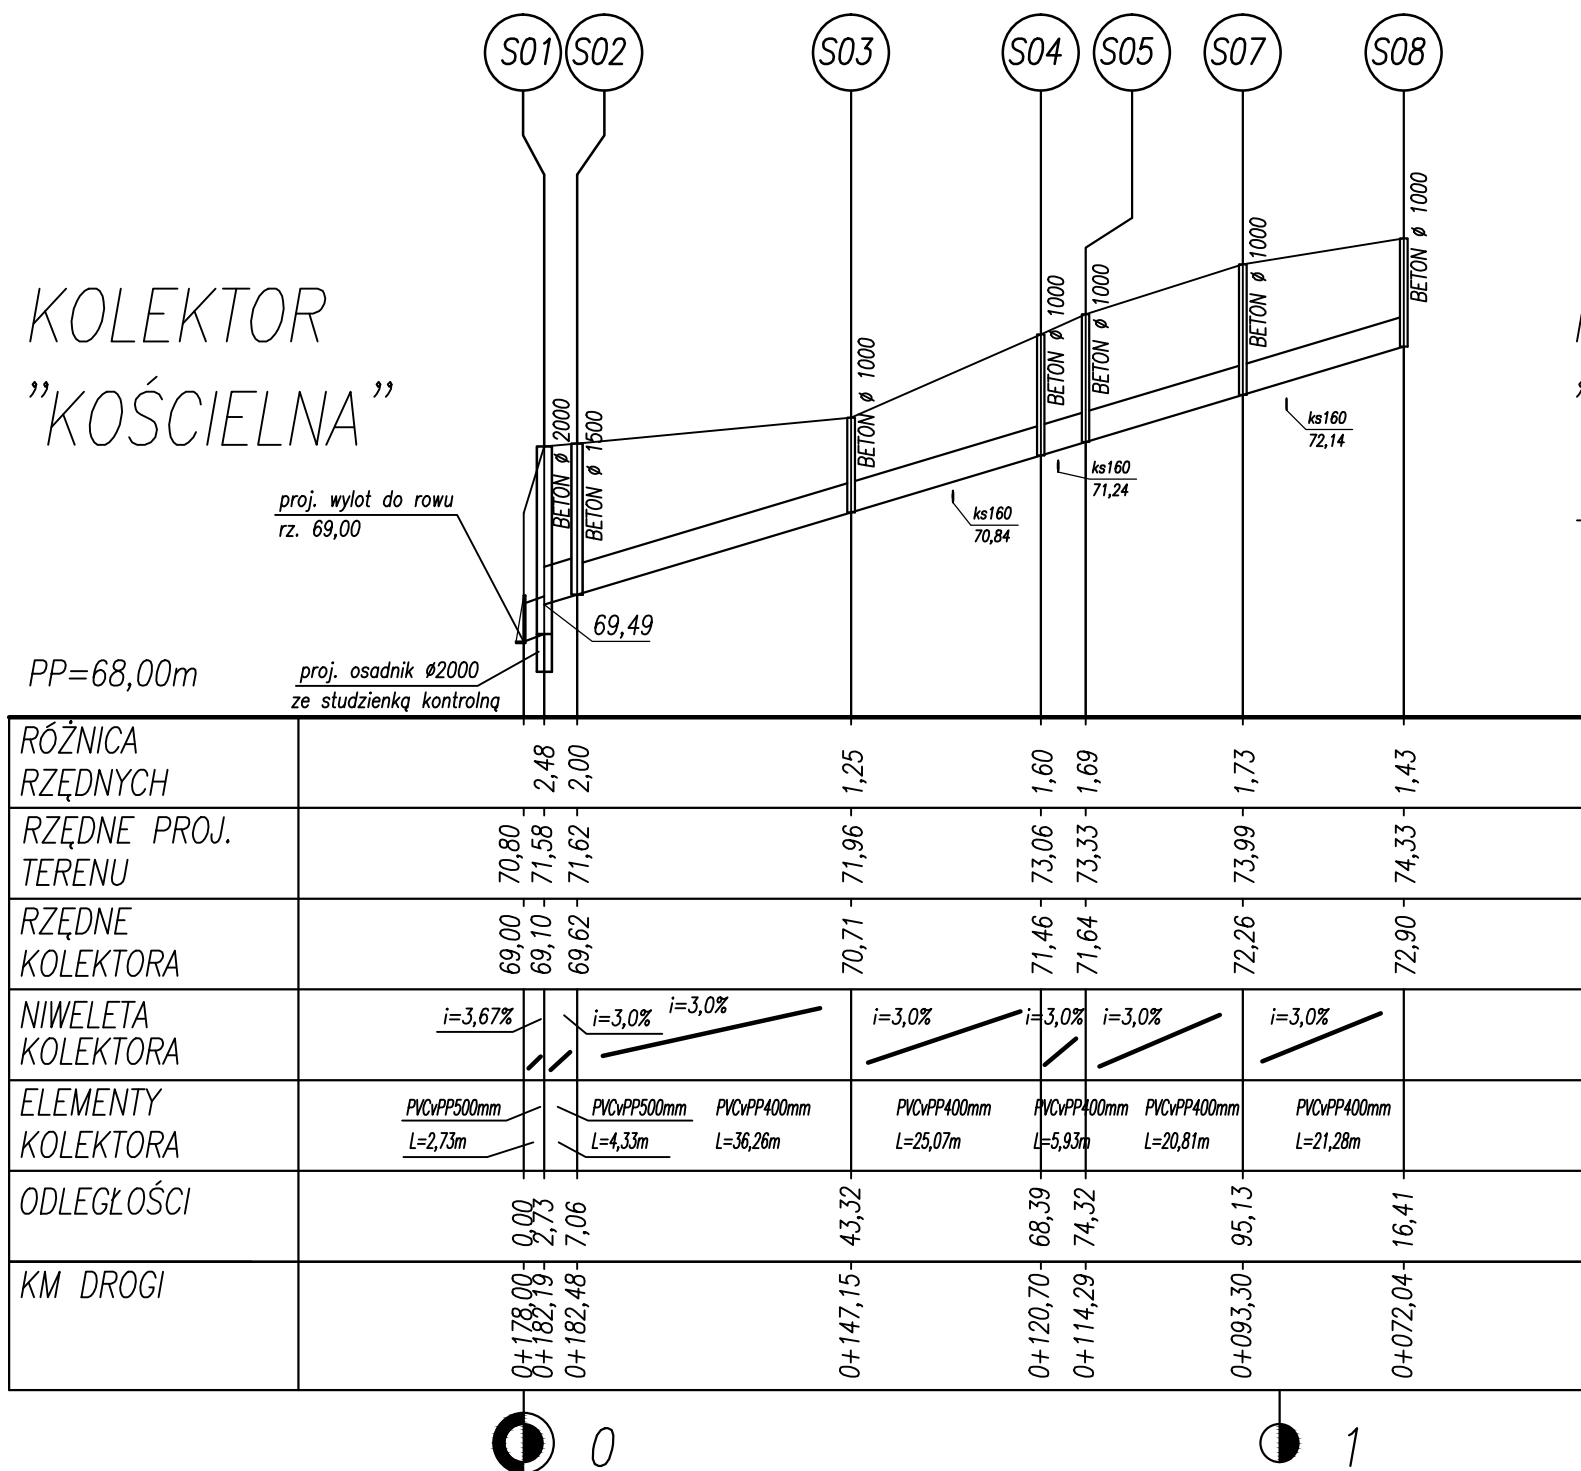 S01 S02 S03 S04 S05 S07 S08
KOLEKTOR
"KOŚCIELNA"
BETON ø 2000
BETON ø 1500
BETON ø 1000
BETON ø 1000
BETON ø 1000
BETON ø 1000
BETON ø 1000
proj. wylot do rowu
rz. 69,00
ks160
70,84
ks160
71,24
ks160
72,14
69,49
PP=68,00m
proj. osadnik ø2000
ze studzienką kontrolną
RÓŻNICA
RZĘDNYCH
2,48 2,00 1,25 1,60 1,69 1,73 1,43
RZĘDNE PROJ.
TERENU
70,80 71,58 71,62 71,96 73,06 73,33 73,99 74,33
RZĘDNE
KOLEKTORA
69,00 69,10 69,62 70,71 71,46 71,64 72,26 72,90
NIWELETA
KOLEKTORA
i=3,67% i=3,0% i=3,0% i=3,0% i=3,0% i=3,0% i=3,0%
ELEMENTY
KOLEKTORA
PVCvPP500mm PVCvPP500mm PVCvPP400mm PVCvPP400mm PVCvPP400mm PVCvPP400mm PVCvPP400mm
L=2,73m L=4,33m L=36,26m L=25,07m L=5,93m L=20,81m L=21,28m
ODLEGŁOŚCI
0,00 2,73 7,06 43,32 68,39 74,32 95,13 16,41
KM DROGI
0+178,00 0+182,19 0+182,48 0+147,15 0+120,70 0+114,29 0+093,30 0+072,04
0 1